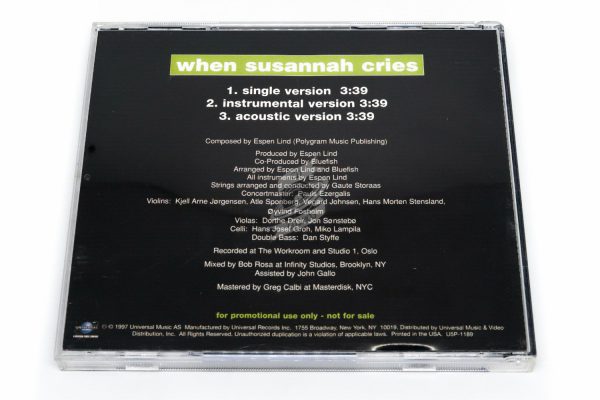 when susannah cries
1. single version 3:39
2. instrumental version 3:39
3. acoustic version 3:39
Composed by Espen Lind (Polygram Music Publishing)
Produced by Espen Lind
Co-Produced by Bluefish
Arranged by Espen Lind and Bluefish
All instruments by Espen Lind
Strings arranged and conducted by Gaute Storaas
Concertmaster: Pauls Ezergalis
Violins: Kjell Arne Jørgensen, Atle Sponberg, Vegard Johnsen, Hans Morten Stensland,
Øyvind Fosheim
Violas: Dorthe Dreier, Jon Sønstebø
Celli: Hans Josef Groh, Miko Lampila
Double Bass: Dan Styffe
Recorded at The Workroom and Studio 1, Oslo
Mixed by Bob Rosa at Infinity Studios, Brooklyn, NY
Assisted by John Gallo
Mastered by Greg Calbi at Masterdisk, NYC
for promotional use only - not for sale
UNIVERSAL
℗ © 1997 Universal Music AS Manufactured by Universal Records Inc. 1755 Broadway, New York, NY 10019. Distributed by Universal Music & Video
Distribution, Inc. All Rights Reserved. Unauthorized duplication is a violation of applicable laws. Printed in the USA. U5P-1189